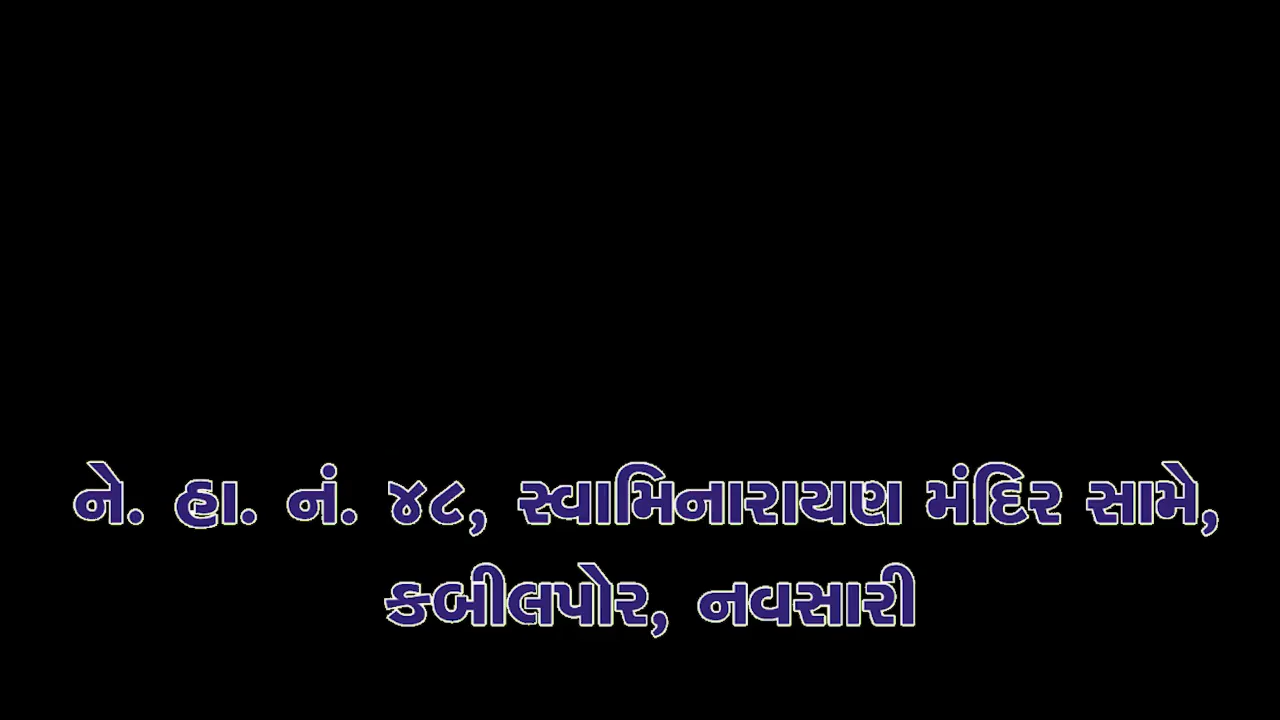 ને. હા. નં. ૪૮, સ્વામિનારાયણ મંદિર સામે,
કબીલપોર, નવસારી